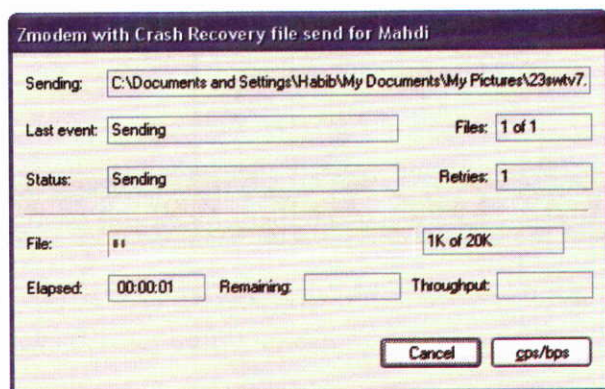 Zmodem with Crash Recovery file send for Mahdi
Sending: C:\Documents and Settings\Habib\My Documents\My Pictures\23swtv7.
Last event: Sending Files: 1 of 1
Status: Sending Retries: 1
File: 1K of 20K
Elapsed: 00:00:01 Remaining: Throughput:
Cancel cps/bps